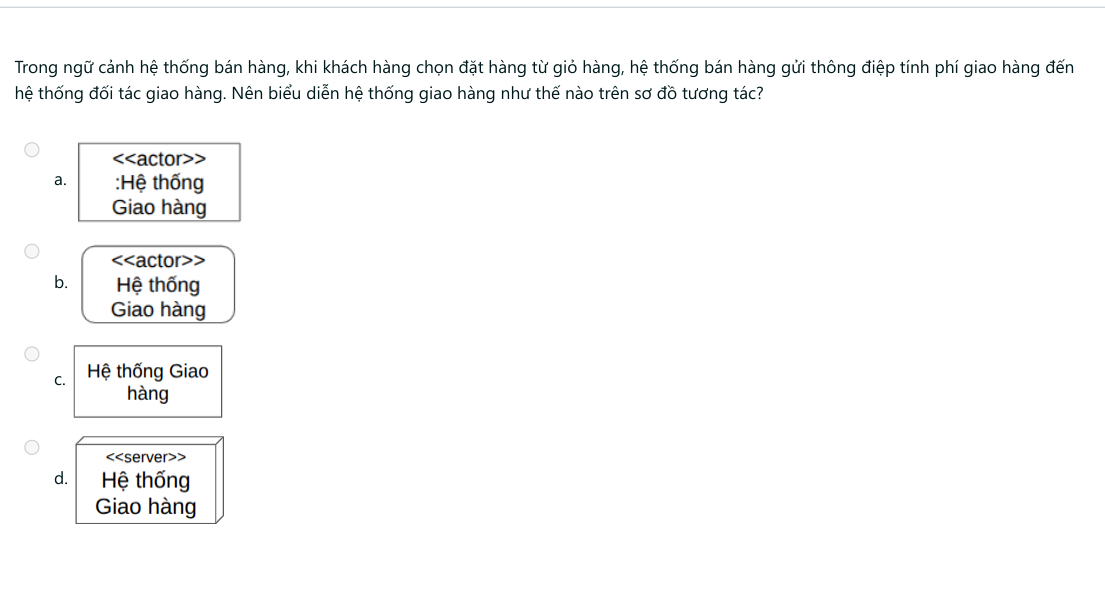 Trong ngữ cảnh hệ thống bán hàng, khi khách hàng chọn đặt hàng từ giỏ hàng, hệ thống bán hàng gửi thông điệp tính phí giao hàng đến
hệ thống đối tác giao hàng. Nên biểu diễn hệ thống giao hàng như thế nào trên sơ đồ tương tác?
a.
<<actor>>
:Hệ thống
Giao hàng
b.
<<actor>>
Hệ thống
Giao hàng
c.
Hệ thống Giao
hàng
d.
<<server>>
Hệ thống
Giao hàng